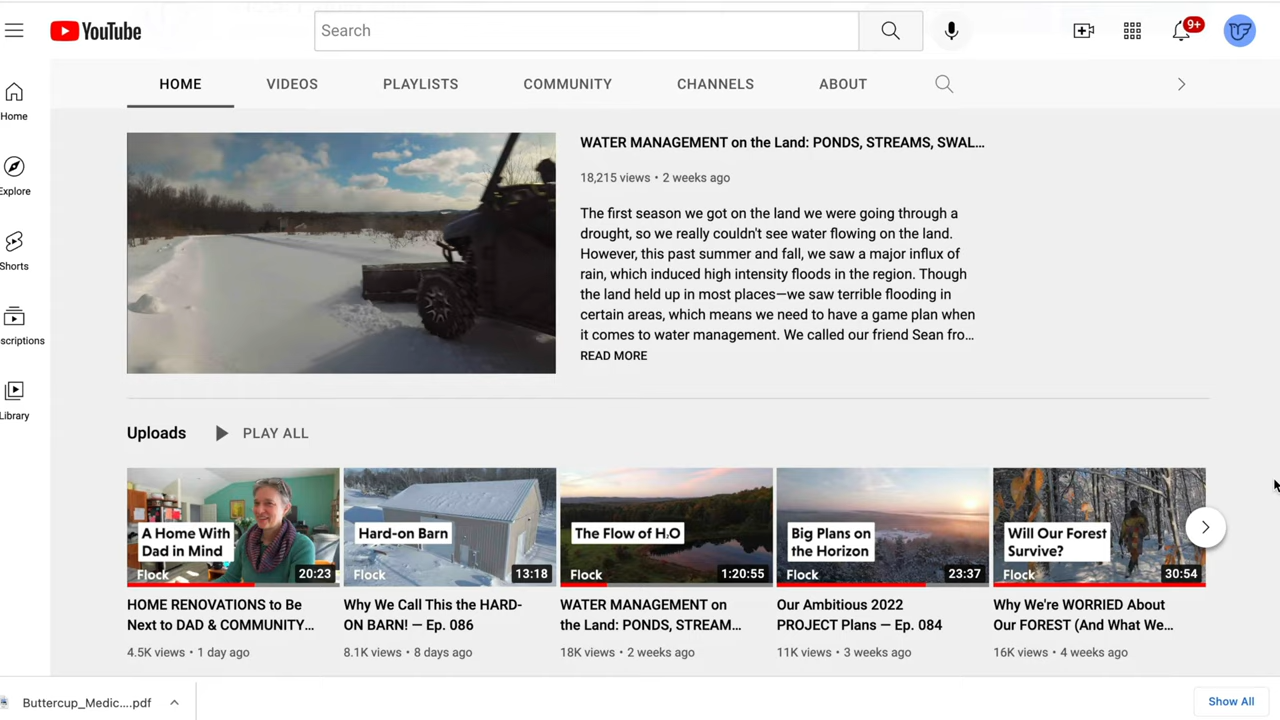 YouTube
Search
9+
HOME
VIDEOS
PLAYLISTS
COMMUNITY
CHANNELS
ABOUT
Home
Explore
Shorts
scriptions
Library
WATER MANAGEMENT on the Land: PONDS, STREAMS, SWAL...
18,215 views • 2 weeks ago
The first season we got on the land we were going through a
drought, so we really couldn't see water flowing on the land.
However, this past summer and fall, we saw a major influx of
rain, which induced high intensity floods in the region. Though
the land held up in most places—we saw terrible flooding in
certain areas, which means we need to have a game plan when
it comes to water management. We called our friend Sean fro...
READ MORE
Uploads
PLAY ALL
A Home With
Dad in Mind
Flock
20:23
HOME RENOVATIONS to Be
Next to DAD & COMMUNITY...
4.5K views • 1 day ago
Hard-on Barn
Flock
13:18
Why We Call This the HARD-
ON BARN! — Ep. 086
8.1K views • 8 days ago
The Flow of H₂O
Flock
1:20:55
WATER MANAGEMENT on
the Land: PONDS, STREAM...
18K views • 2 weeks ago
Big Plans on
the Horizon
Flock
23:37
Our Ambitious 2022
PROJECT Plans — Ep. 084
11K views • 3 weeks ago
Will Our Forest
Survive?
Flock
30:54
Why We're WORRIED About
Our FOREST (And What We...
16K views • 4 weeks ago
Buttercup_Medic....pdf
Show All